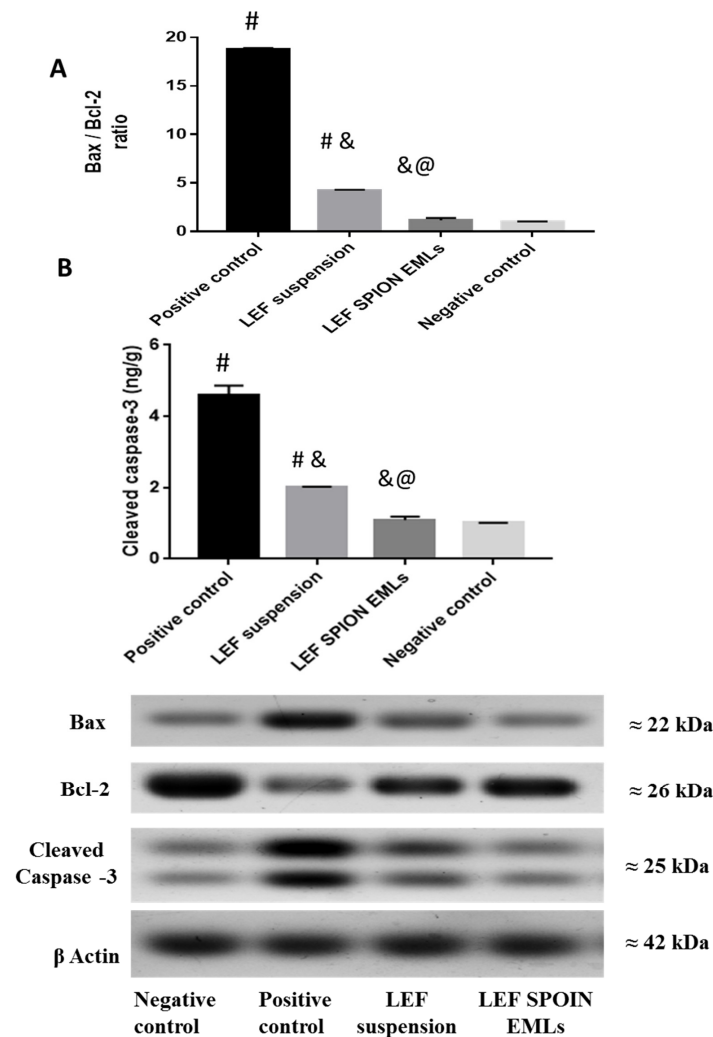 A
Bax / Bcl-2
ratio
20
15
10
5
0
#
# &
&@
Positive control
LEF suspension
LEF SPION EMLs
Negative control
B
Cleaved caspase-3 (ng/g)
6
4
2
0
#
# &
&@
Positive control
LEF suspension
LEF SPION EMLs
Negative control
Bax
≈ 22 kDa
Bcl-2
≈ 26 kDa
Cleaved
Caspase -3
≈ 25 kDa
β Actin
≈ 42 kDa
Negative
control
Positive
control
LEF
suspension
LEF SPOIN
EMLs